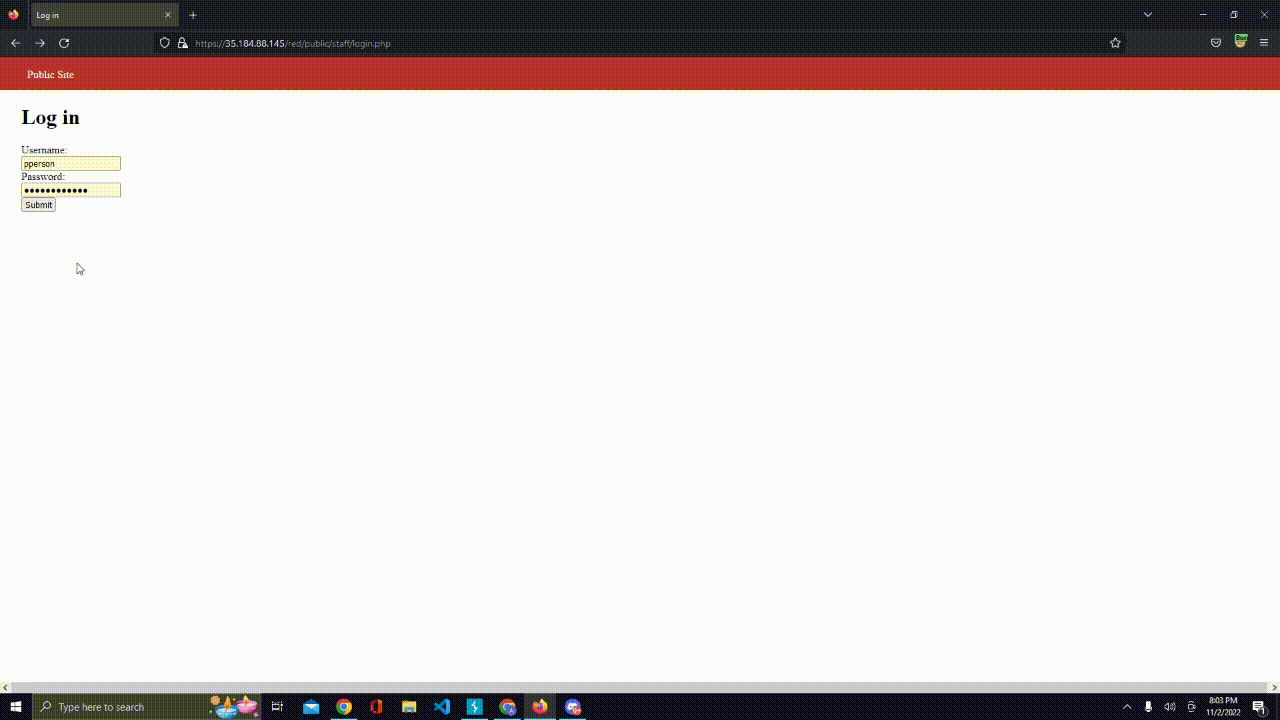 Log in
https://35.184.88.145/red/public/staff/login.php
Public Site
Log in
Username:
pperson
Password:
••••••••••••
Submit
Type here to search
8:03 PM
11/2/2022